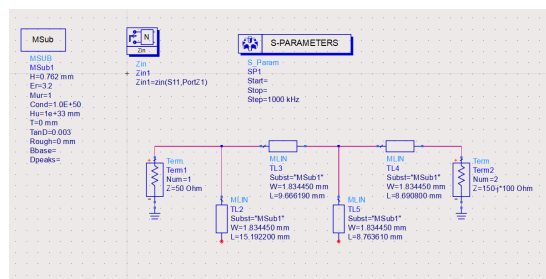 MSub
MSUB
MSub1
H=0.762 mm
Er=3.2
Mur=1
Cond=1.0E+50
Hu=1e+33 mm
T=0 mm
TanD=0.003
Rough=0 mm
Bbase=
Dpeaks=
N
Zin
Zin
Zin1
Zin1=zin(S11,PortZ1)
S-PARAMETERS
S_Param
SP1
Start=
Stop=
Step=1000 kHz
Term
Term1
Num=1
Z=50 Ohm
MLIN
TL2
Subst="MSub1"
W=1.834450 mm
L=15.192200 mm
MLIN
TL3
Subst="MSub1"
W=1.834450 mm
L=9.666190 mm
MLIN
TL5
Subst="MSub1"
W=1.834450 mm
L=8.763610 mm
MLIN
TL4
Subst="MSub1"
W=1.834450 mm
L=8.690800 mm
Term
Term2
Num=2
Z=150-j*100 Ohm